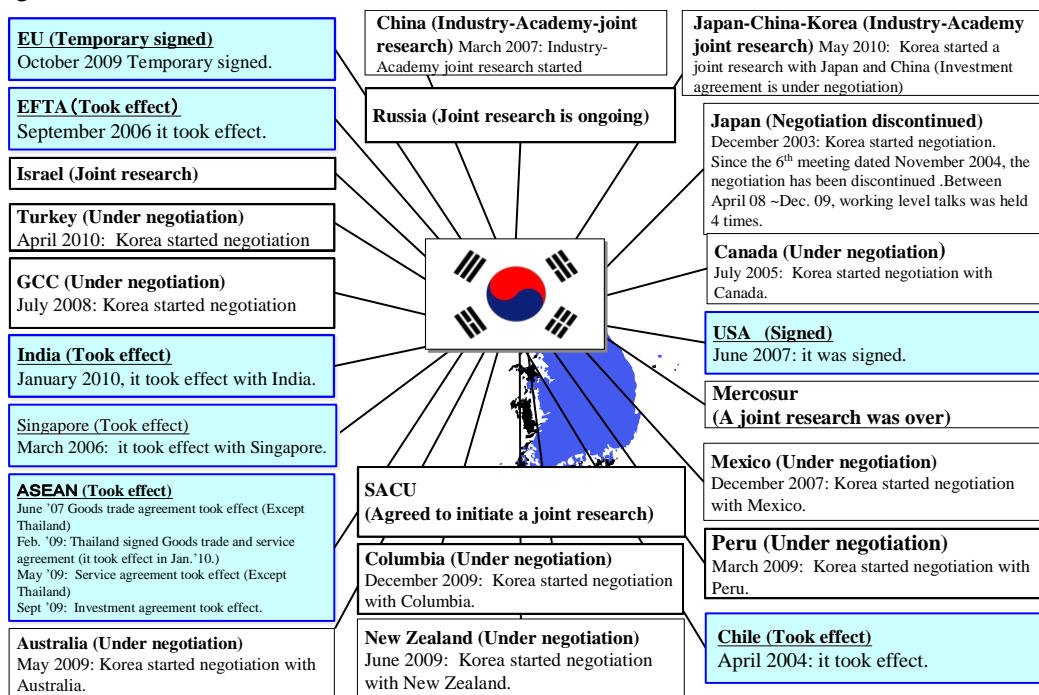 EU (Temporary signed)
October 2009 Temporary signed.
EFTA(Took effect)
September 2006 it took effect.
Israel (Joint research)
Turkey (Under negotiation)
April 2010: Korea started negotiation
GCC (Under negotiation)
July 2008: Korea started negotiation
India (Took effect)
January 2010, it took effect with India.
Singapore (Took effect)
March 2006: it took effect with Singapore.
ASEAN (Took effect)
June ’07 Goods trade agreement took effect (Except
Thailand)
Feb. ’09: Thailand signed Goods trade and service
agreement (it took effect in Jan.’10.)
May ’09: Service agreement took effect (Except
Thailand)
Sept ’09: Investment agreement took effect.
Australia (Under negotiation)
May 2009: Korea started negotiation with
Australia.
China (Industry-Academy-joint
research) March 2007: Industry-
Academy joint research started
Russia (Joint research is ongoing)
SACU
(Agreed to initiate a joint research)
Columbia (Under negotiation)
December 2009: Korea started negotiation
with Columbia.
New Zealand (Under negotiation)
June 2009: Korea started negotiation
with New Zealand.
Japan-China-Korea (Industry-Academy
joint research) May 2010: Korea started a
joint research with Japan and China (Investment
agreement is under negotiation)
Japan (Negotiation discontinued)
December 2003: Korea started negotiation.
Since the 6th meeting dated November 2004, the
negotiation has been discontinued .Between
April 08 ~Dec. 09, working level talks was held
4 times.
Canada (Under negotiation)
July 2005: Korea started negotiation with
Canada.
USA (Signed)
June 2007: it was signed.
Mercosur
(A joint research was over)
Mexico (Under negotiation)
December 2007: Korea started negotiation
with Mexico.
Peru (Under negotiation)
March 2009: Korea started negotiation with
Peru.
Chile (Took effect)
April 2004: it took effect.